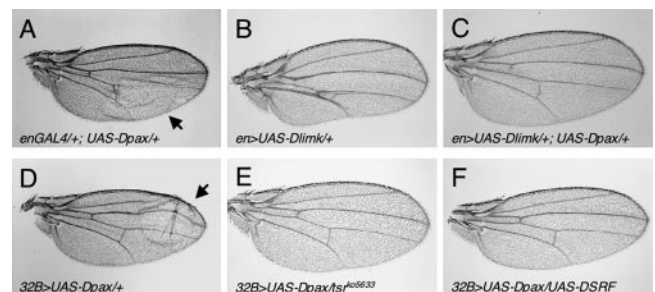 A
enGAL4/+; UAS-Dpax/+
B
en>UAS-Dlimk/+
C
en>UAS-Dlimk/+; UAS-Dpax/+
D
32B>UAS-Dpax/+
E
32B>UAS-Dpax/tsrk05633
F
32B>UAS-Dpax/UAS-DSRF